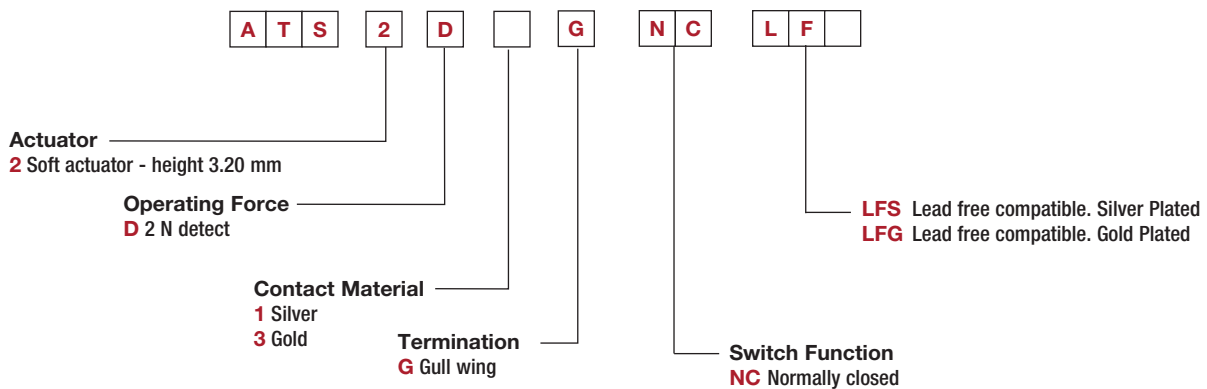 A T S 2 D G N C L F
Actuator
2 Soft actuator - height 3.20 mm
Operating Force
D 2 N detect
LFS Lead free compatible. Silver Plated
LFG Lead free compatible. Gold Plated
Contact Material
1 Silver
3 Gold
Termination
G Gull wing
Switch Function
NC Normally closed